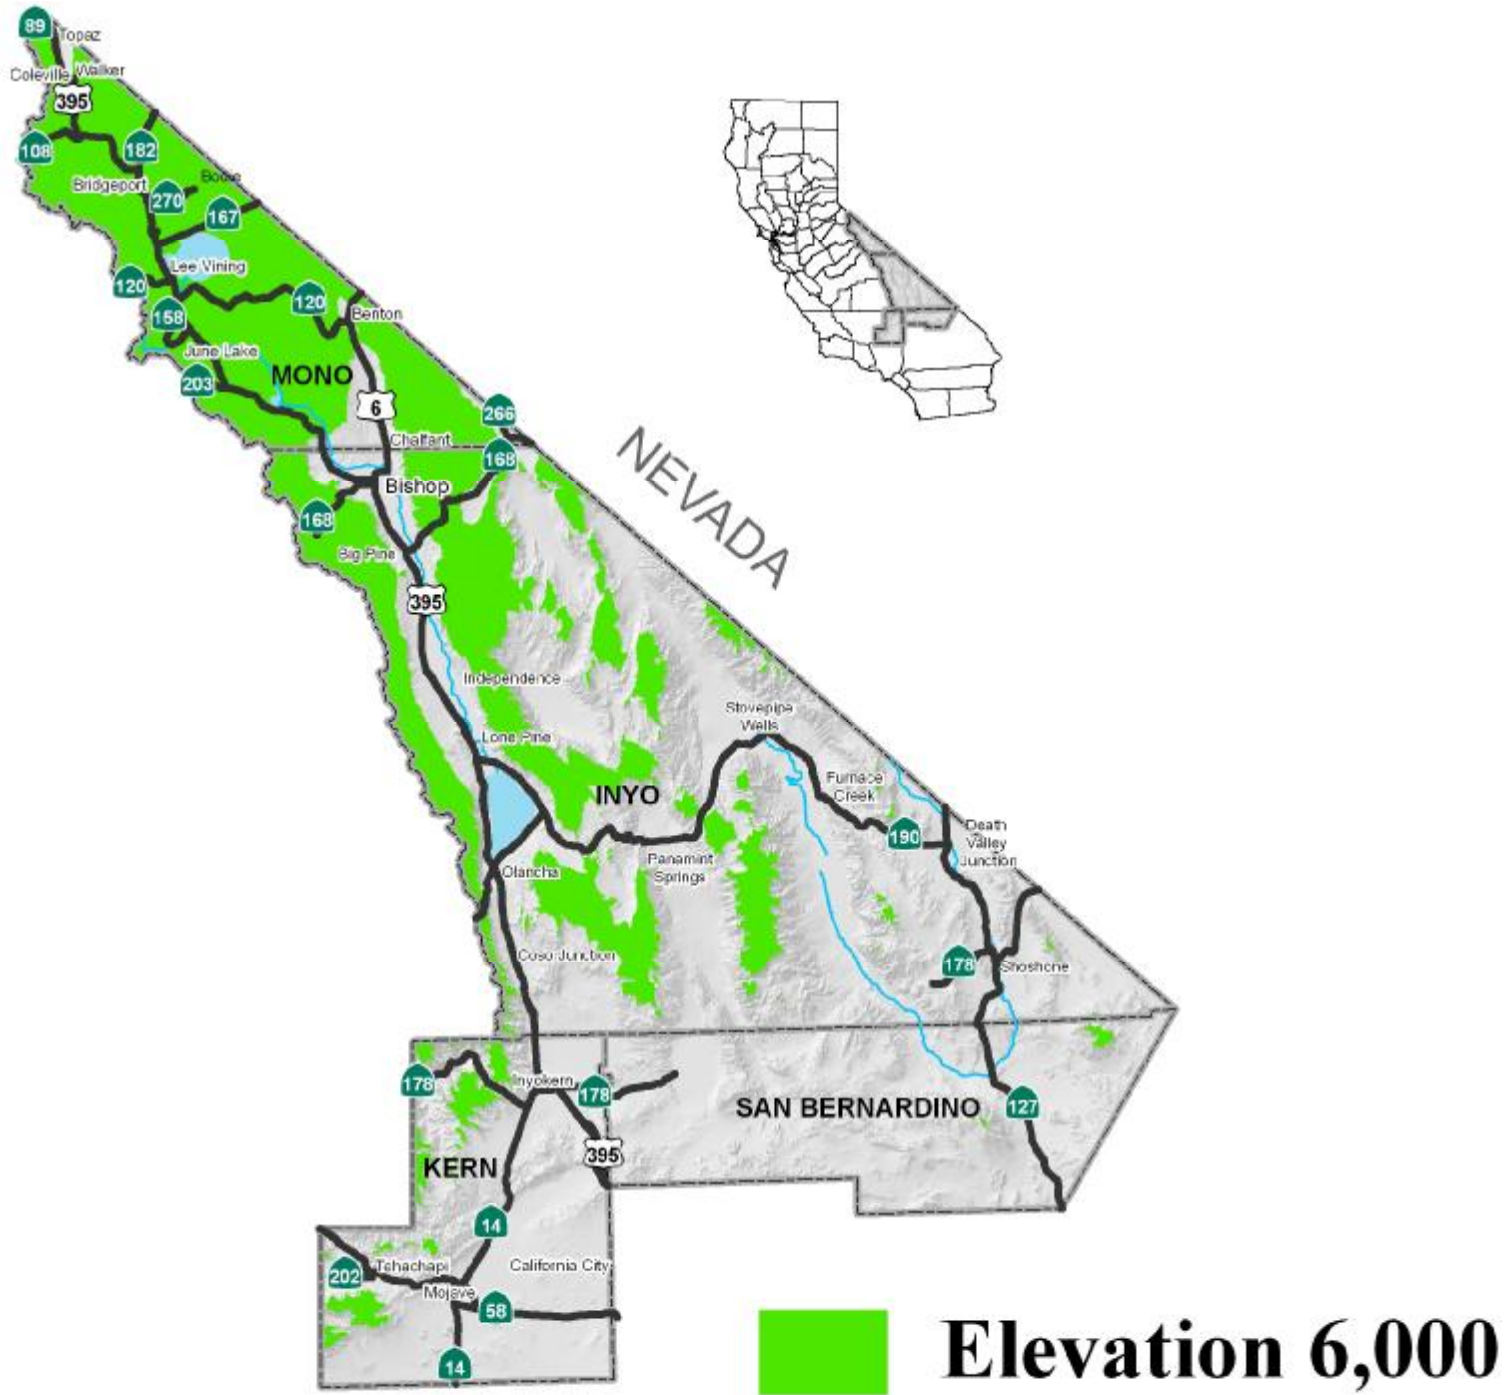 89
Topaz
Coleville Walker
395
108
182
Bridgeport
Bodie
270
167
Lee Vining
120
120
158
Benton
June Lake
MONO
203
6
266
Chalfant
168
NEVADA
Bishop
168
Big Pine
395
Independence
Stovepipe
Wells
Lone Pine
INYO
Furnace
Creek
190
Death
Valley
Junction
Panamint
Springs
Olancha
Coso Junction
178
Shoshone
178
Inyokern
178
SAN BERNARDINO
127
395
KERN
14
202
Tehachapi
California City
Mojave
58
14
Elevation 6,000